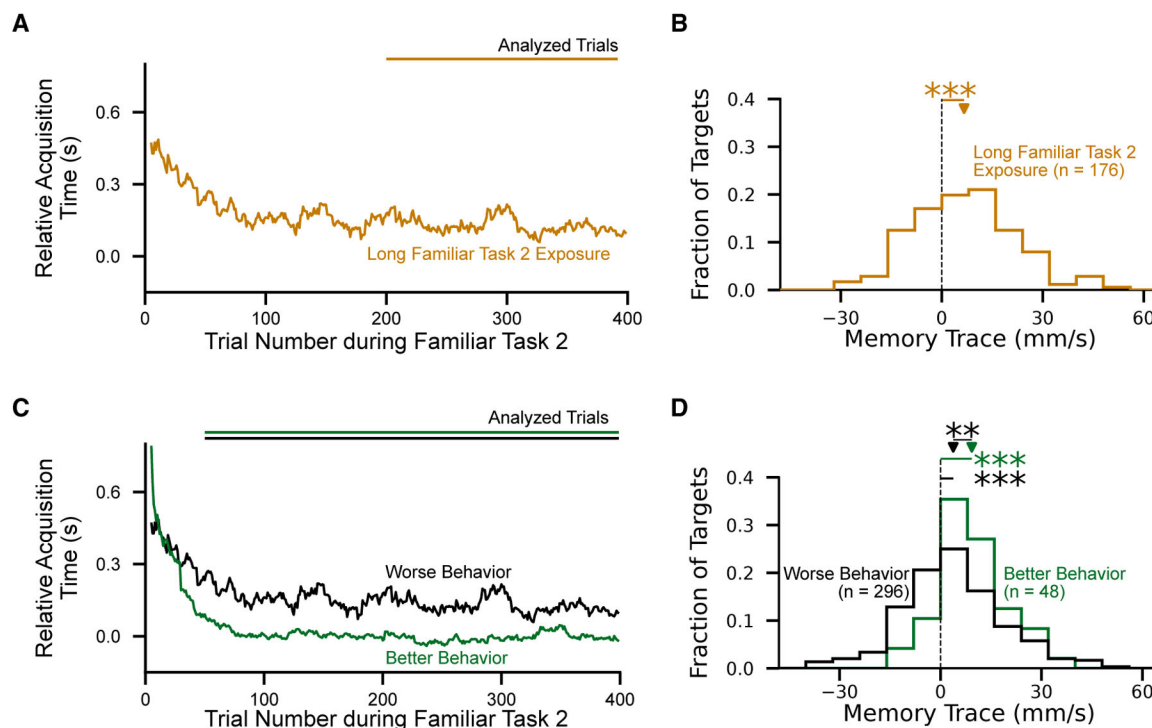 A
Analyzed Trials
Relative Acquisition
Time (s)
0.6
0.3
0.0
Long Familiar Task 2 Exposure
0
100
200
300
400
Trial Number during Familiar Task 2
B
***
Fraction of Targets
0.4
0.3
0.2
0.1
0.0
Long Familiar Task 2
Exposure (n = 176)
−30
0
30
60
Memory Trace (mm/s)
C
Analyzed Trials
Relative Acquisition
Time (s)
0.6
0.3
0.0
Worse Behavior
Better Behavior
0
100
200
300
400
Trial Number during Familiar Task 2
D
**
***
***
Fraction of Targets
0.4
0.3
0.2
0.1
0.0
Worse Behavior
(n = 296)
Better Behavior
(n = 48)
−30
0
30
60
Memory Trace (mm/s)